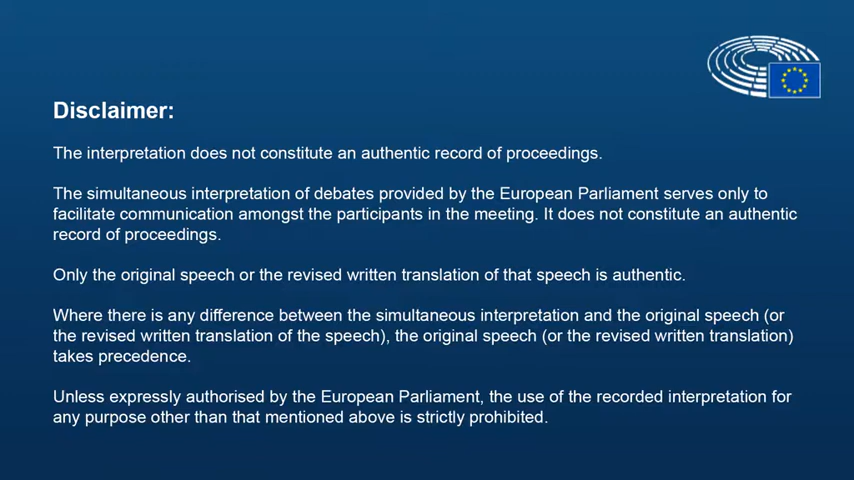 Disclaimer:
The interpretation does not constitute an authentic record of proceedings.
The simultaneous interpretation of debates provided by the European Parliament serves only to
facilitate communication amongst the participants in the meeting. It does not constitute an authentic
record of proceedings.
Only the original speech or the revised written translation of that speech is authentic.
Where there is any difference between the simultaneous interpretation and the original speech (or
the revised written translation of the speech), the original speech (or the revised written translation)
takes precedence.
Unless expressly authorised by the European Parliament, the use of the recorded interpretation for
any purpose other than that mentioned above is strictly prohibited.